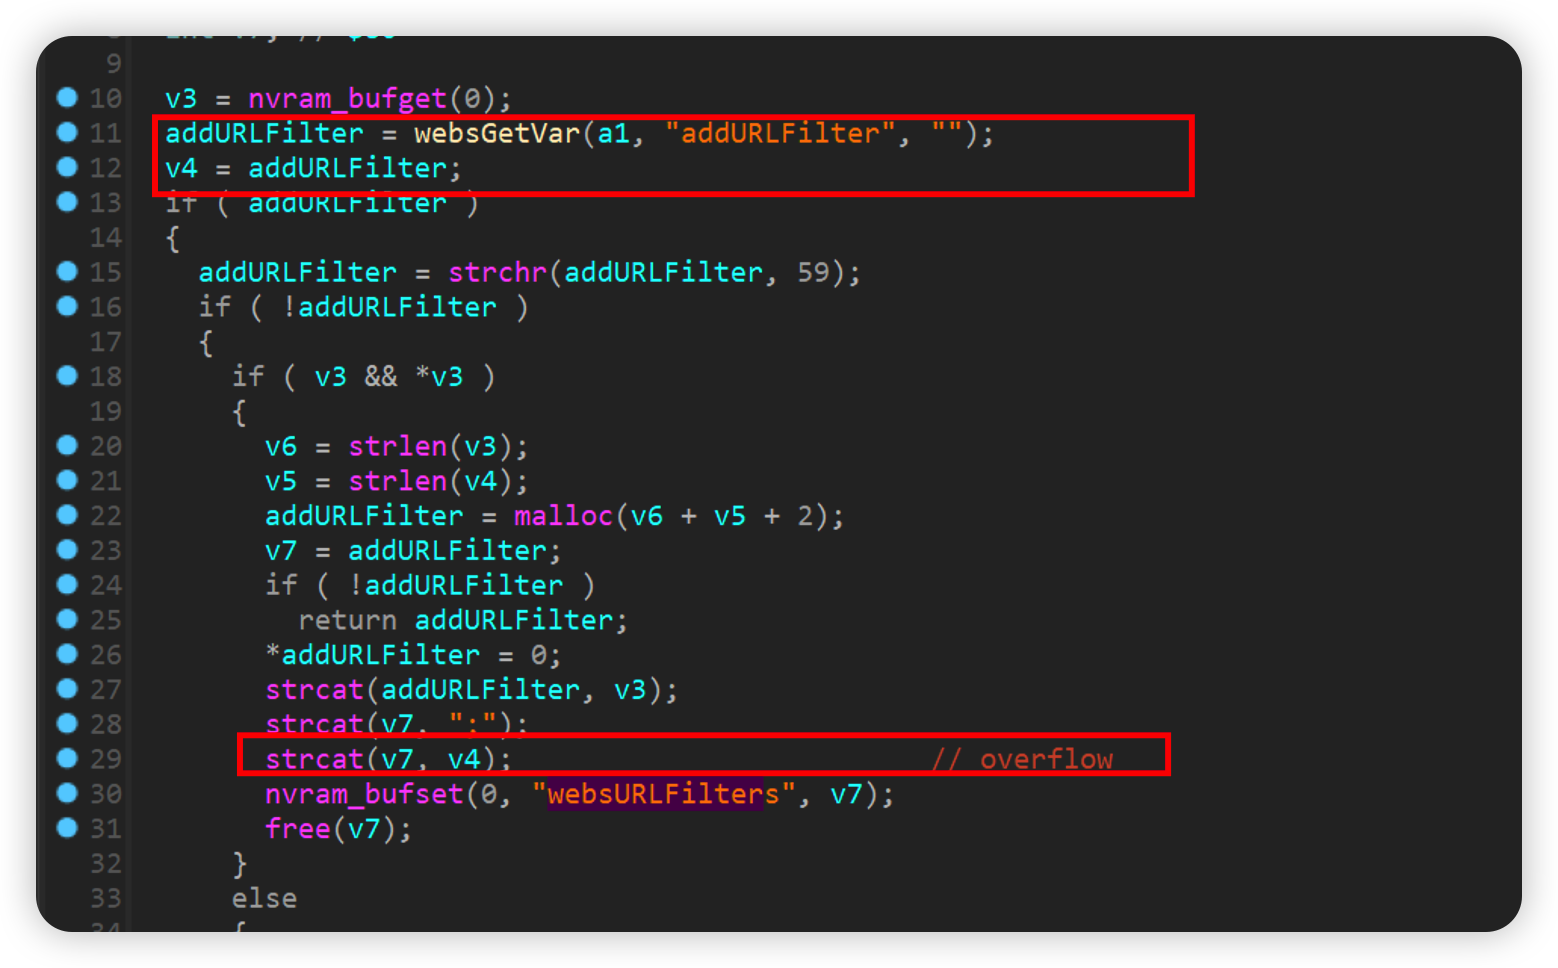 9
10 v3 = nvram_bufget(0);
11 addURLFilter = websGetVar(a1, "addURLFilter", "");
12 v4 = addURLFilter;
13 if ( addURLFilter )
14 {
15 addURLFilter = strchr(addURLFilter, 59);
16 if ( !addURLFilter )
17 {
18 if ( v3 && *v3 )
19 {
20 v6 = strlen(v3);
21 v5 = strlen(v4);
22 addURLFilter = malloc(v6 + v5 + 2);
23 v7 = addURLFilter;
24 if ( !addURLFilter )
25 return addURLFilter;
26 *addURLFilter = 0;
27 strcat(addURLFilter, v3);
28 strcat(v7, ";");
29 strcat(v7, v4); // overflow
30 nvram_bufset(0, "websURLFilters", v7);
31 free(v7);
32 }
33 else
34 {